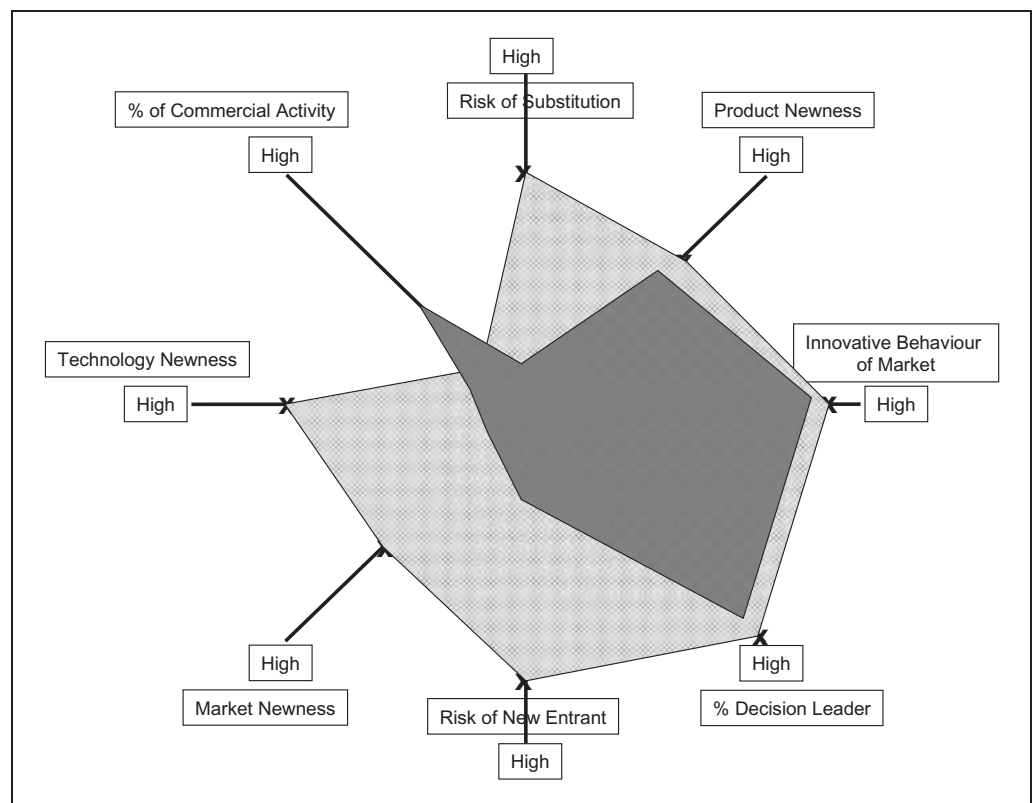 High
Risk of Substitution
% of Commercial Activity
High
Product Newness
High
Technology Newness
High
Innovative Behaviour
of Market
High
High
Market Newness
Risk of New Entrant
High
High
% Decision Leader